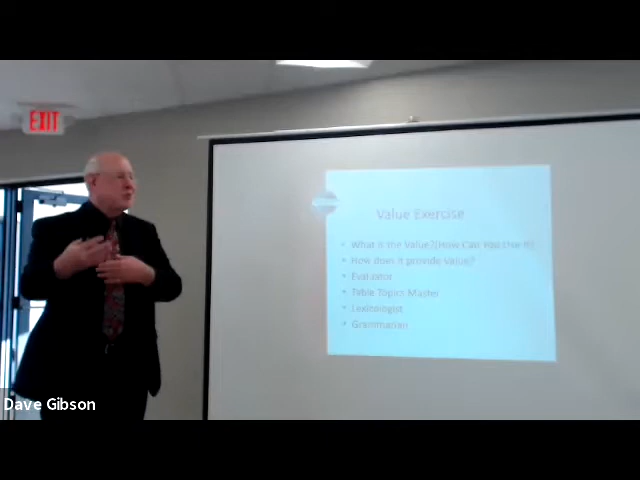 EXIT
Value Exercise
• What is the Value?(How Can You Use It)
• How does it provide Value?
• Evaluator
• Table Topics Master
• Lexicologist
• Grammarian
Dave Gibson